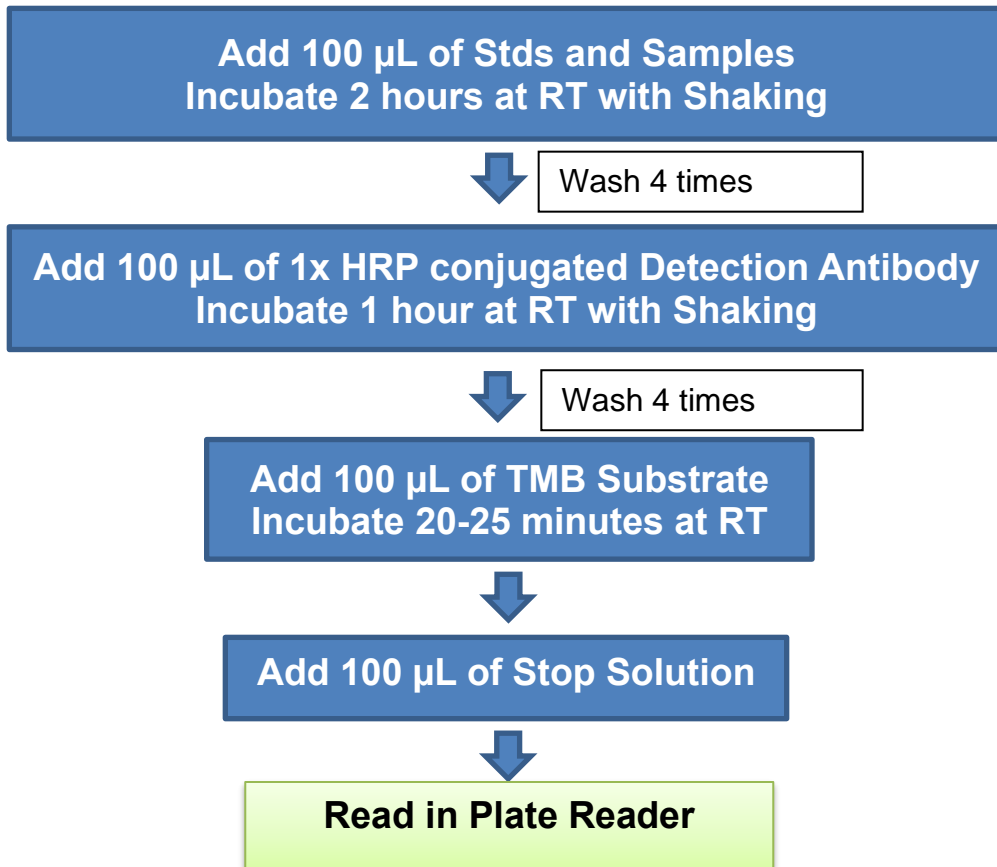 Add 100 µL of Stds and Samples
Incubate 2 hours at RT with Shaking
Wash 4 times
Add 100 µL of 1x HRP conjugated Detection Antibody
Incubate 1 hour at RT with Shaking
Wash 4 times
Add 100 µL of TMB Substrate
Incubate 20-25 minutes at RT
Add 100 µL of Stop Solution
Read in Plate Reader